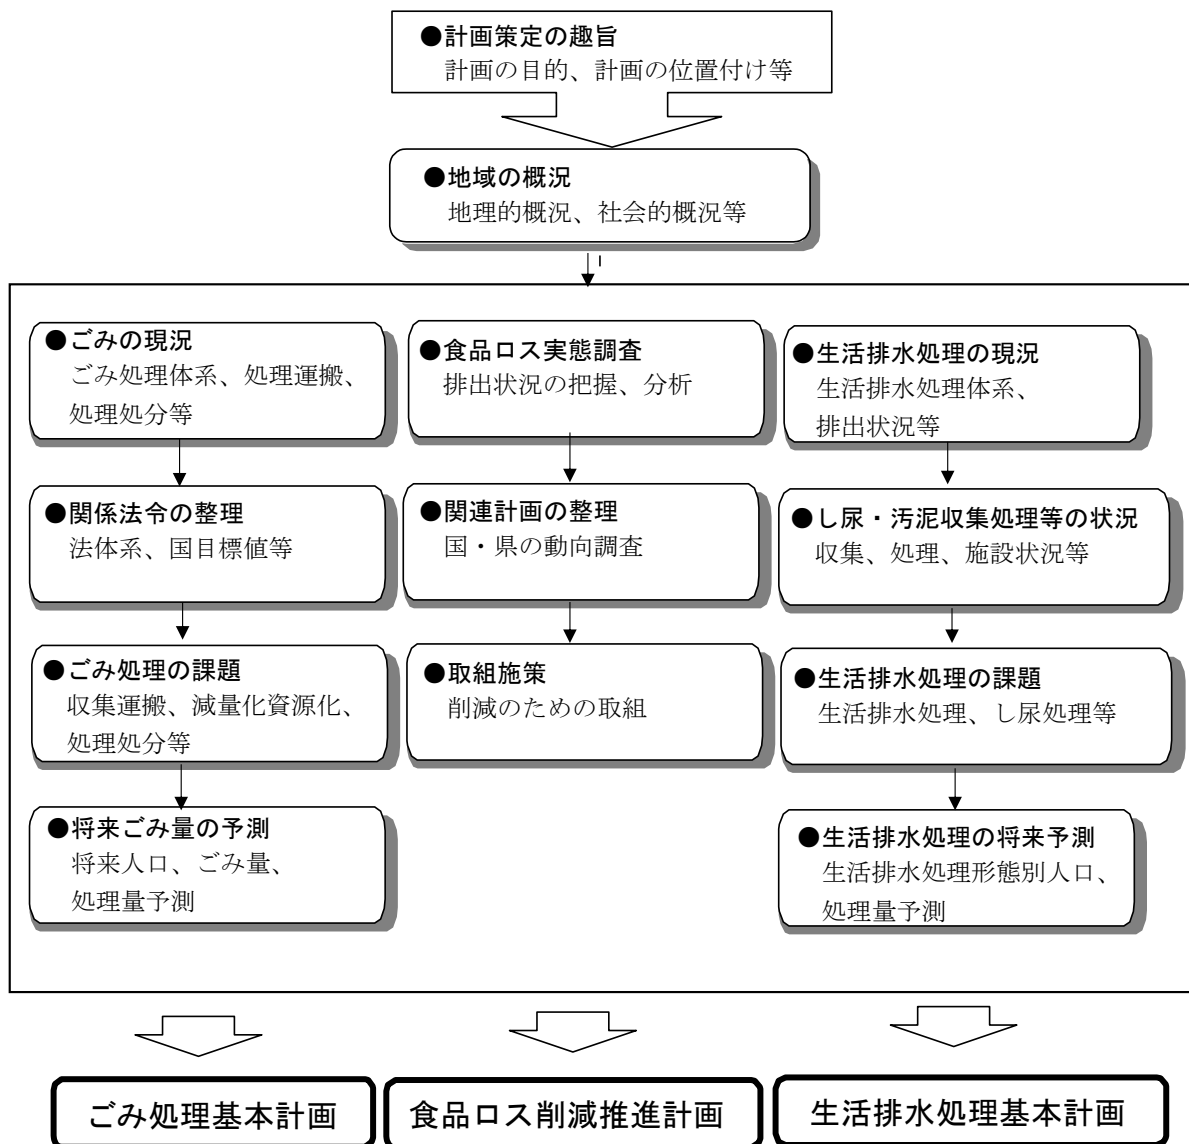 ●計画策定の趣旨
計画の目的、計画の位置付け等
●地域の概況
地理的概況、社会的概況等
●ごみの現況
ごみ処理体系、処理運搬、
処理処分等
●関係法令の整理
法体系、国目標値等
●ごみ処理の課題
収集運搬、減量化資源化、
処理処分等
●将来ごみ量の予測
将来人口、ごみ量、
処理量予測
●食品ロス実態調査
排出状況の把握、分析
●関連計画の整理
国・県の動向調査
●取組施策
削減のための取組
●生活排水処理の現況
生活排水処理体系、
排出状況等
●し尿・汚泥収集処理等の状況
収集、処理、施設状況等
●生活排水処理の課題
生活排水処理、し尿処理等
●生活排水処理の将来予測
生活排水処理形態別人口、
処理量予測
ごみ処理基本計画
食品ロス削減推進計画
生活排水処理基本計画